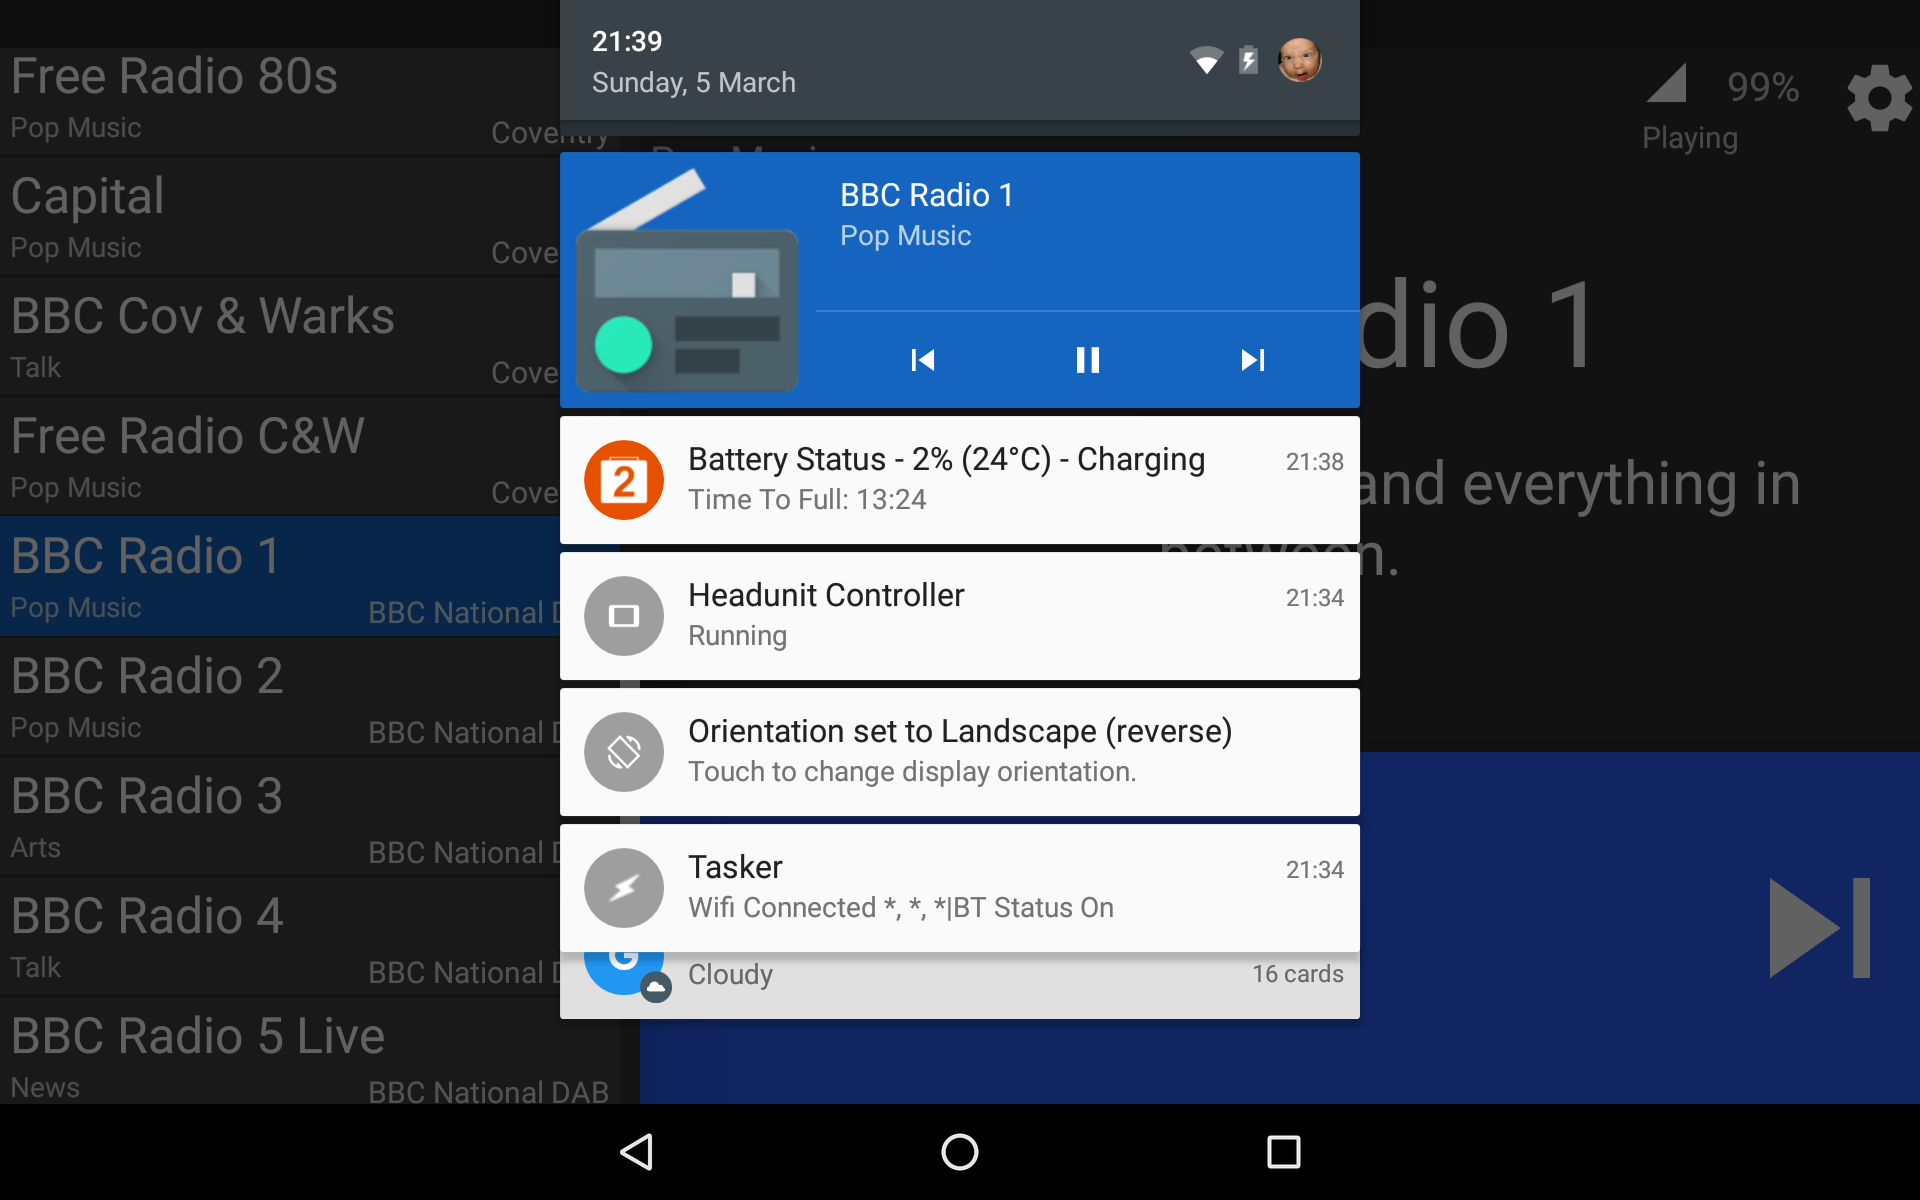 21:39
Sunday, 5 March
Free Radio 80s
Pop Music
Coventry
Capital
Pop Music
Cove
BBC Cov & Warks
Talk
Cove
Free Radio C&W
Pop Music
Cove
BBC Radio 1
Pop Music
BBC National D
BBC Radio 2
Pop Music
BBC National D
BBC Radio 3
Arts
BBC National D
BBC Radio 4
Talk
BBC National D
BBC Radio 5 Live
News
BBC National DAB
Pop Music
BBC Radio 1
Pop Music
2
Battery Status - 2% (24°C) - Charging
21:38
Time To Full: 13:24
Headunit Controller
21:34
Running
Orientation set to Landscape (reverse)
Touch to change display orientation.
Tasker
21:34
Wifi Connected *, *, *|BT Status On
G
Cloudy
16 cards
99%
Playing
dio 1
and everything in
between.